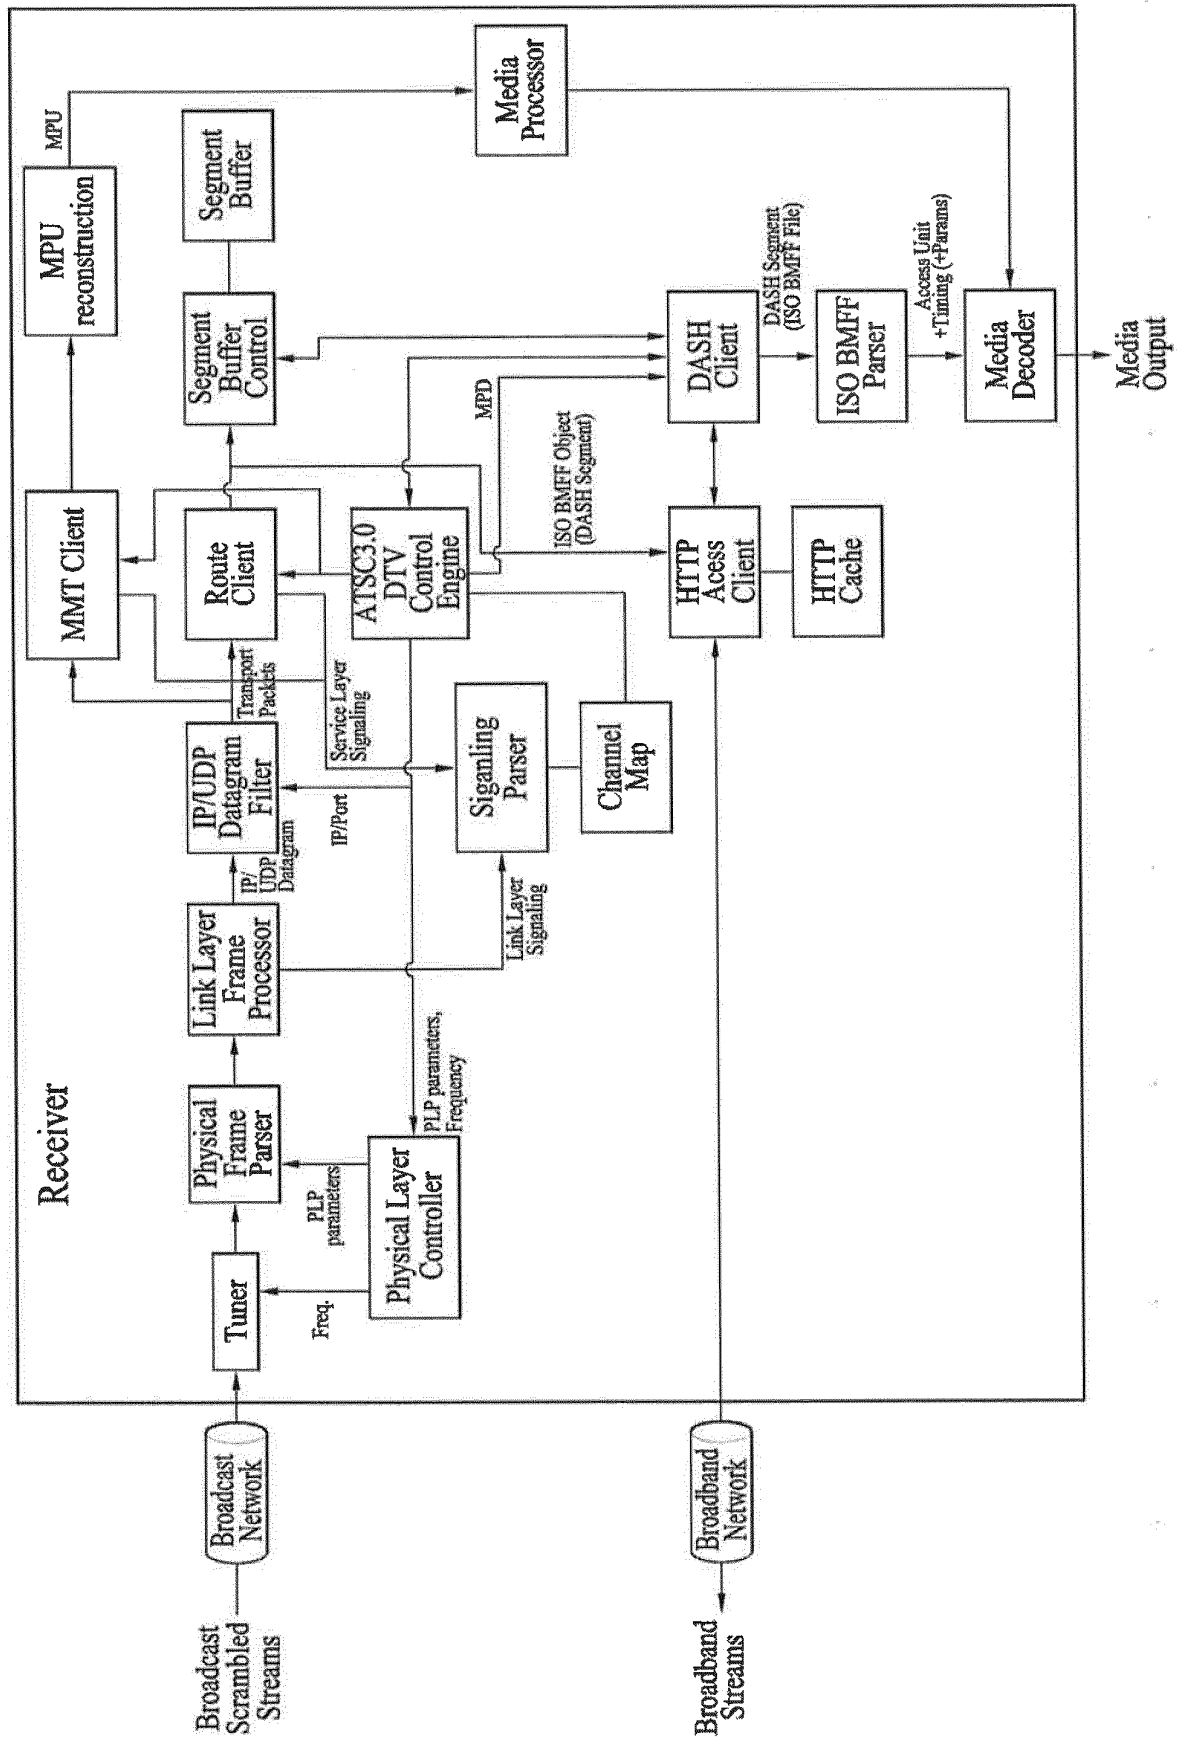 Receiver
MMT Client
MPU
reconstruction
MPU
Media
Processor
Broadcast
Scrambled
Streams
Broadcast
Network
Tuner
Physical
Frame
Parser
Link Layer
Frame
Processor
IP/
UDP
Datagram
IP/UDP
Datagram
Filter
Transport
Packets
Route
Client
Segment
Buffer
Control
Segment
Buffer
Freq.
PLP
parameters
IP/Port
Service Layer
Signaling
Physical Layer
Controller
PLP parameters,
Frequency
ATSC3.0
DTV
Control
Engine
MPD
Link Layer
Signaling
Siganling
Parser
Channel
Map
ISO BMFF Object
(DASH Segment)
Broadband
Streams
Broadband
Network
HTTP
Acess
Client
HTTP
Cache
DASH
Client
DASH Segment
(ISO BMFF File)
ISO BMFF
Parser
Access Unit
+Timing (+Params)
Media
Decoder
Media
Output